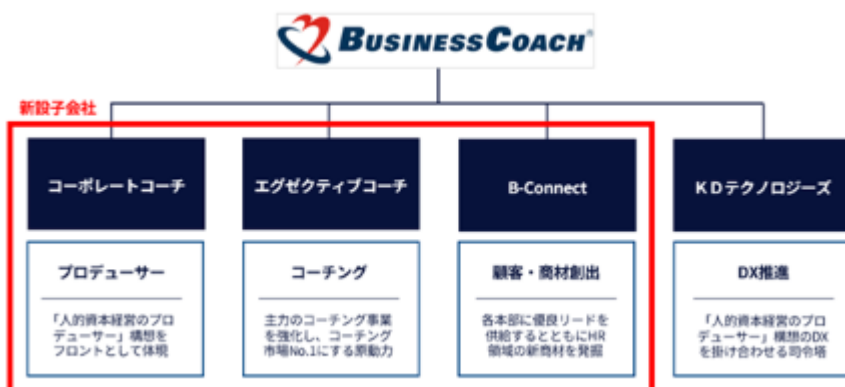 BUSINESSCOACH®
新設子会社
コーポレートコーチ
エグゼクティブコーチ
B-Connect
KDテクノロジーズ
プロデューサー
「人的資本経営のプロ
デューサー」構想を
フロントとして体現
コーチング
主力のコーチング事業
を強化し、コーチング
市場No.1にする原動力
顧客・商材創出
各本部に優良リードを
供給するとともにHR
領域の新商材を発掘
DX推進
「人的資本経営のプロ
デューサー」構想のDX
を掛け合わせる司令塔